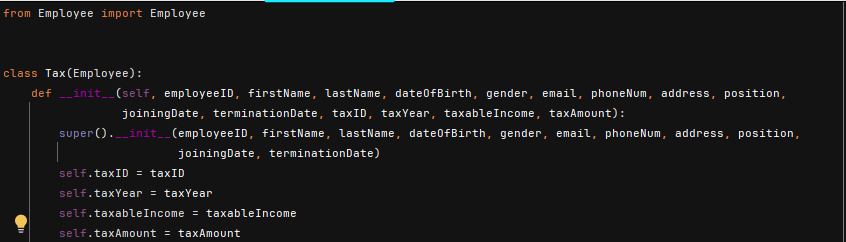 from Employee import Employee
class Tax(Employee):
def __init__(self, employeeID, firstName, lastName, dateOfBirth, gender, email, phoneNum, address, position,
joiningDate, terminationDate, taxID, taxYear, taxableIncome, taxAmount):
super().__init__(employeeID, firstName, lastName, dateOfBirth, gender, email, phoneNum, address, position,
joiningDate, terminationDate)
self.taxID = taxID
self.taxYear = taxYear
self.taxableIncome = taxableIncome
self.taxAmount = taxAmount